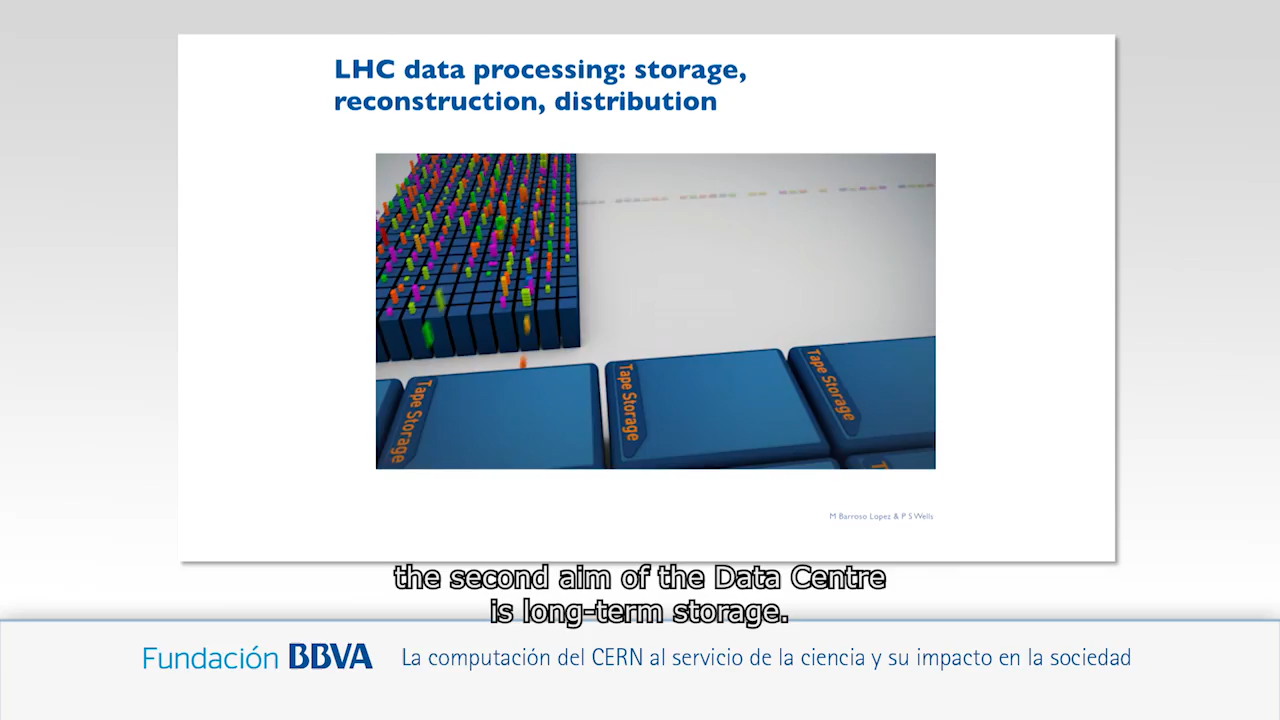 LHC data processing: storage,
reconstruction, distribution
Tape Storage
Tape Storage
Tape Storage
M Barroso Lopez & P S Wells
the second aim of the Data Centre
is long-term storage.
Fundación BBVA
La computación del CERN al servicio de la ciencia y su impacto en la sociedad